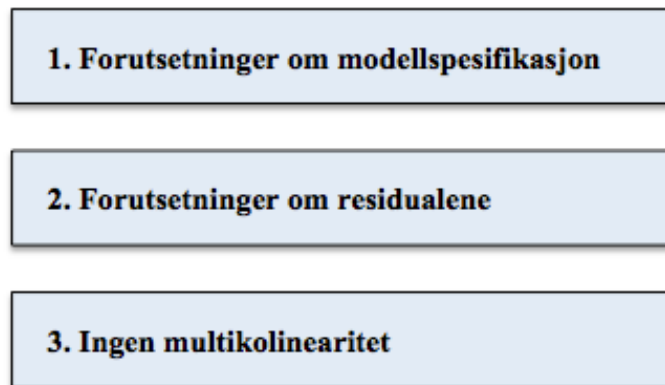 1. Forutsetninger om modellspesifikasjon
2. Forutsetninger om residualene
3. Ingen multikolinearitet